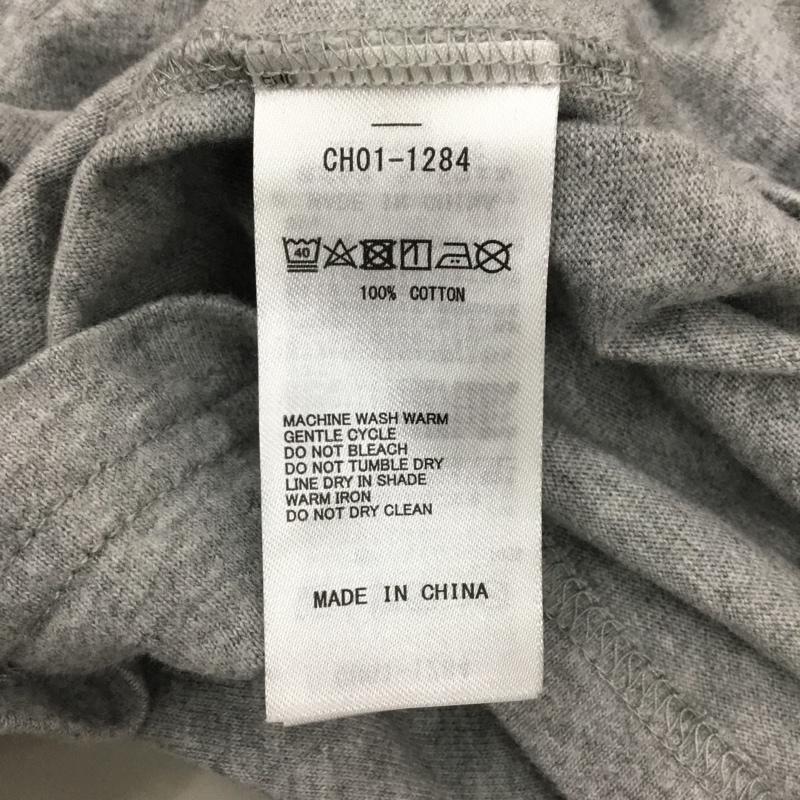 CH01-1284
40
100% COTTON
MACHINE WASH WARM
GENTLE CYCLE
DO NOT BLEACH
DO NOT TUMBLE DRY
LINE DRY IN SHADE
WARM IRON
DO NOT DRY CLEAN
MADE IN CHINA